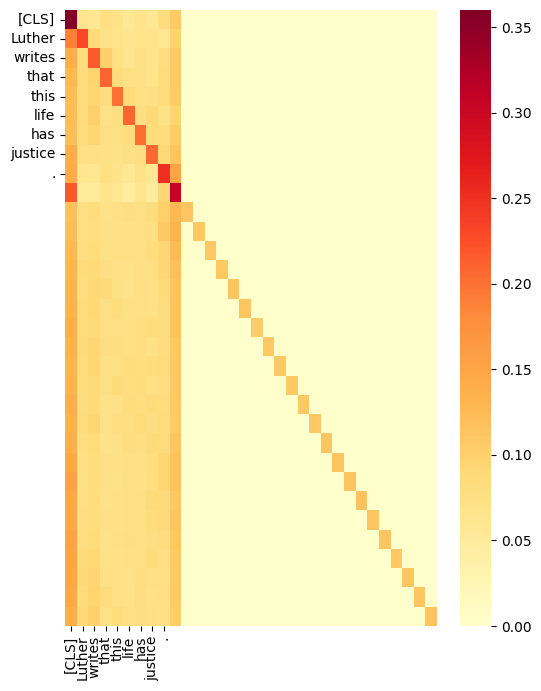 [CLS]
Luther
writes
that
this
life
has
justice
.
[CLS]
Luther
writes
that
this
life
has
justice
.
0.35
0.30
0.25
0.20
0.15
0.10
0.05
0.00